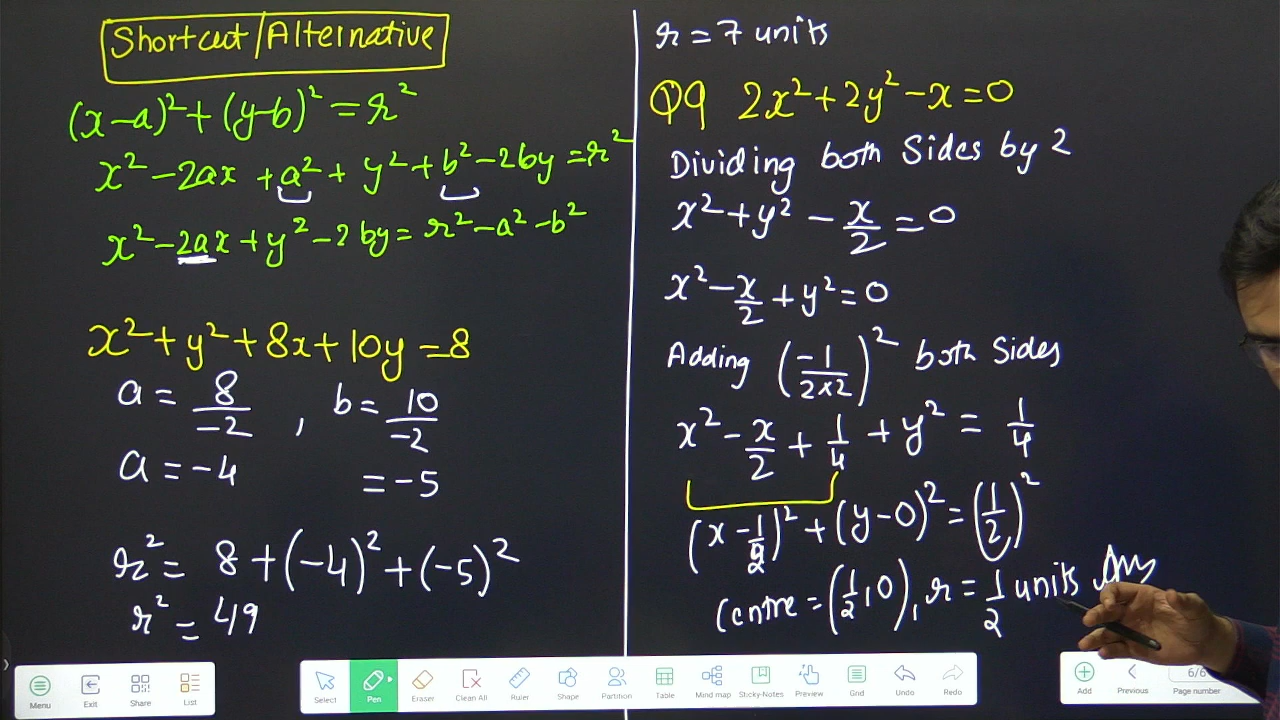 Shortcut/Alternative
(x-a)² + (y-b)² = r²
x² - 2ax + a² + y² + b² - 2by = r²
x² - 2ax + y² - 2by = r² - a² - b²
x² + y² + 8x + 10y = 8
a = 8/-2 , b = 10/-2
a = -4 = -5
r² = 8 + (-4)² + (-5)²
r² = 49
r = 7 units
Q9 2x² + 2y² - x = 0
Dividing both Sides by 2
x² + y² - x/2 = 0
x² - x/2 + y² = 0
Adding (-1/2×2)² both Sides
x² - x/2 + 1/4 + y² = 1/4
(x - 1/2)² + (y-0)² = (1/2)²
Centre = (1/2, 0), r = 1/2 units Ans
Menu Exit Share List Select Pen Eraser Clean All Ruler Shape Partition Table Mind map Sticky-Notes Preview Grid Undo Redo Add Previous 6/6 Page number